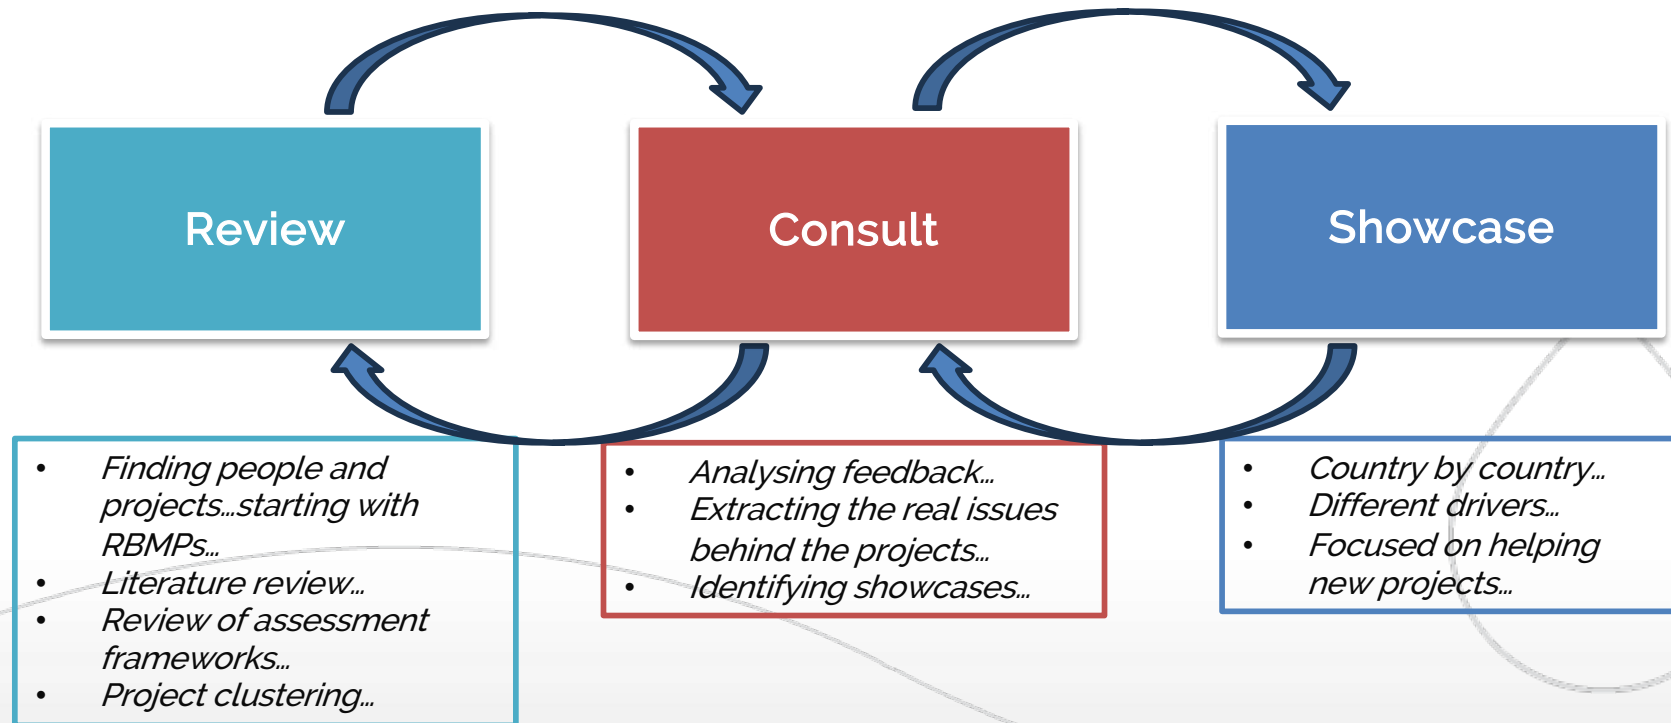 Review
Consult
Showcase
• Finding people and
projects...starting with
RBMPs...
• Literature review...
• Review of assessment
frameworks...
• Project clustering...
• Analysing feedback...
• Extracting the real issues
behind the projects...
• Identifying showcases...
• Country by country...
• Different drivers...
• Focused on helping
new projects...